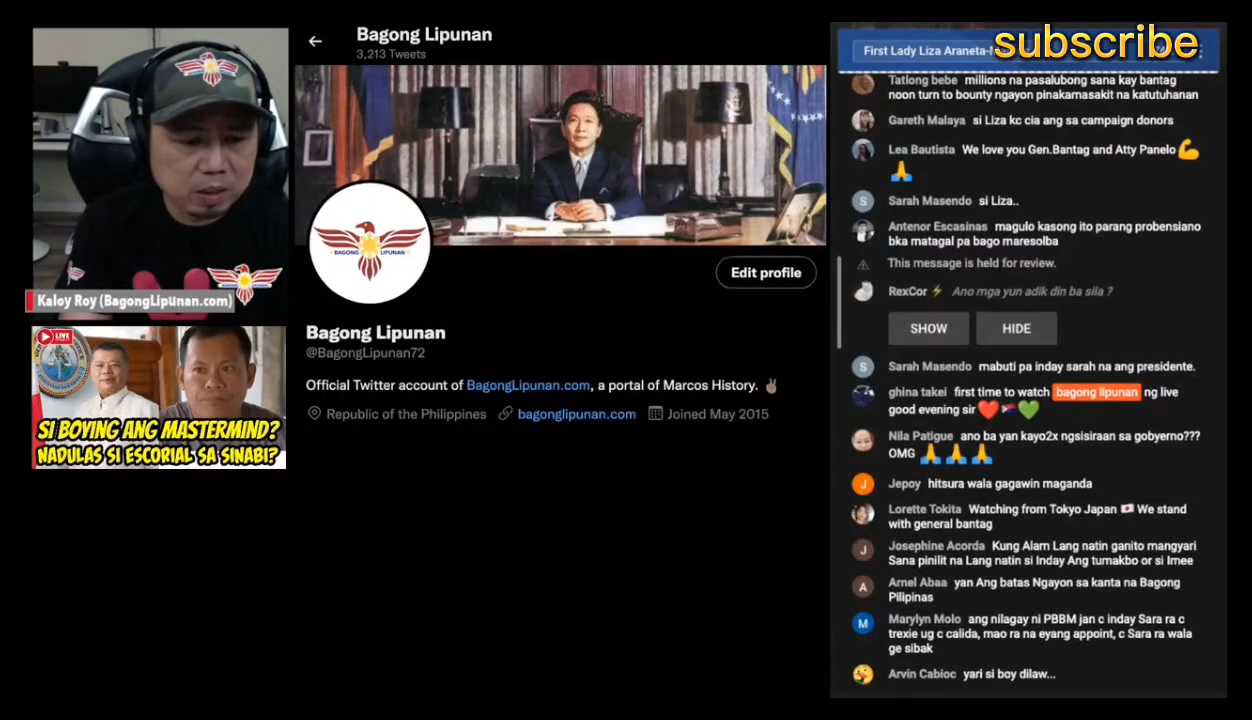 Kaloy Roy (BagongLipunan.com)
LIVE
SI BOYING ANG MASTERMIND?
NADULAS SI ESCORIAL SA SINABI?
Bagong Lipunan
3,213 Tweets
BAGONG LIPUNAN
Edit profile
Bagong Lipunan
@BagongLipunan72
Official Twitter account of BagongLipunan.com, a portal of Marcos History. ✌🏽
Republic of the Philippines bagonglipunan.com Joined May 2015
subscribe
First Lady Liza Araneta-M
Tatlong bebe millions na pasalubong sana kay bantag
noon turn to bounty ngayon pinakamasakit na katutuhanan
Gareth Malaya si Liza kc cia ang sa campaign donors
Lea Bautista We love you Gen.Bantag and Atty Panelo 💪
🙏
Sarah Masendo si Liza..
Antenor Escasinas magulo kasong ito parang probensiano
bka matagal pa bago maresolba
This message is held for review.
RexCor ⚡ Ano mga yun adik din ba sila ?
SHOW HIDE
Sarah Masendo mabuti pa inday sarah na ang presidente.
ghina takei first time to watch bagong lipunan ng live
good evening sir ❤️🇵🇭💚
Nila Patigue ano ba yan kayo2x ngsisiraan sa gobyerno???
OMG 🙏🙏🙏
J
Jepoy hitsura wala gagawin maganda
Lorette Tokita Watching from Tokyo Japan 🇯🇵 We stand
with general bantag
J
Josephine Acorda Kung Alam Lang natin ganito mangyari
Sana pinilit na Lang natin si Inday Ang tumakbo or si Imee
A
Arnel Abaa yan Ang batas Ngayon sa kanta na Bagong
Pilipinas
M
Marylyn Molo ang nilagay ni PBBM jan c inday Sara ra c
trexie ug c calida, mao ra na eyang appoint, c Sara ra wala
ge sibak
Arvin Cabioc yari si boy dilaw...